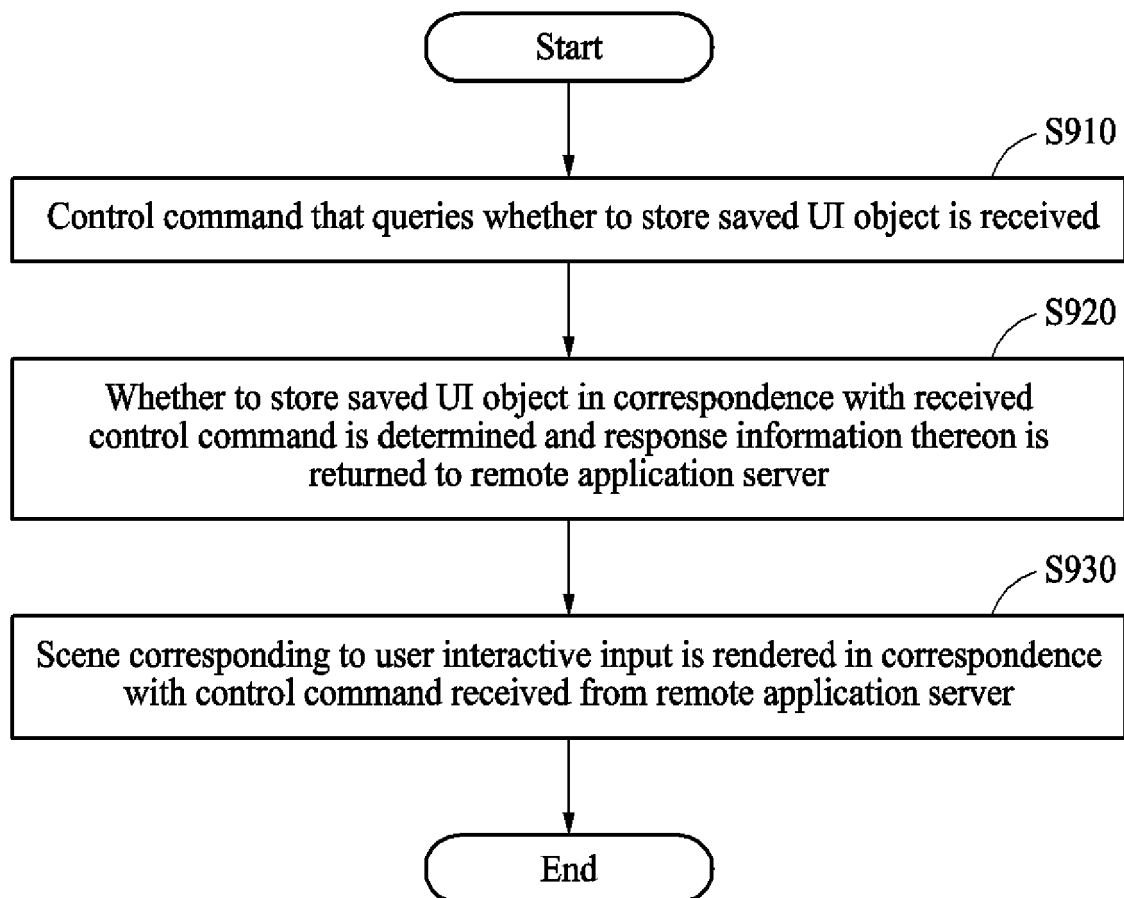 Start
S910
Control command that queries whether to store saved UI object is received
S920
Whether to store saved UI object in correspondence with received
control command is determined and response information thereon is
returned to remote application server
S930
Scene corresponding to user interactive input is rendered in correspondence
with control command received from remote application server
End